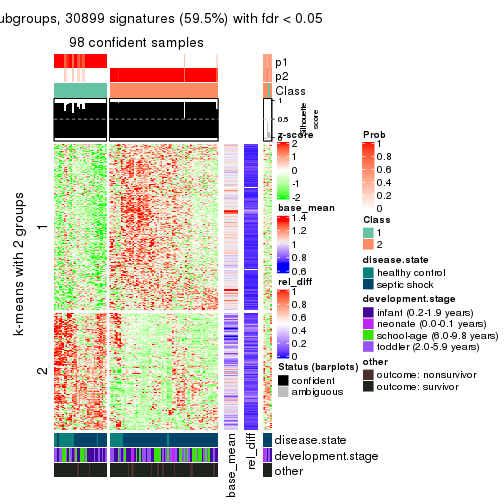 ubgroups, 30899 signatures (59.5%) with fdr < 0.05
98 confident samples
p1
p2
Class
1
0.5
0
Silhouette
score
k-means with 2 groups
1
2
z-score
2
1
0
-1
-2
base_mean
1.4
1.2
1
0.8
0.6
rel_diff
1
0.5
0
Status (barplots)
confident
ambiguous
Prob
1
0.8
0.6
0.4
0.2
0
Class
1
2
disease.state
healthy control
septic shock
development.stage
infant (0.2-1.9 years)
neonate (0.0-0.1 years)
school-age (6.0-9.8 years)
toddler (2.0-5.9 years)
other
outcome: nonsurvivor
outcome: survivor
disease.state
development.stage
other
base_mean
rel_diff